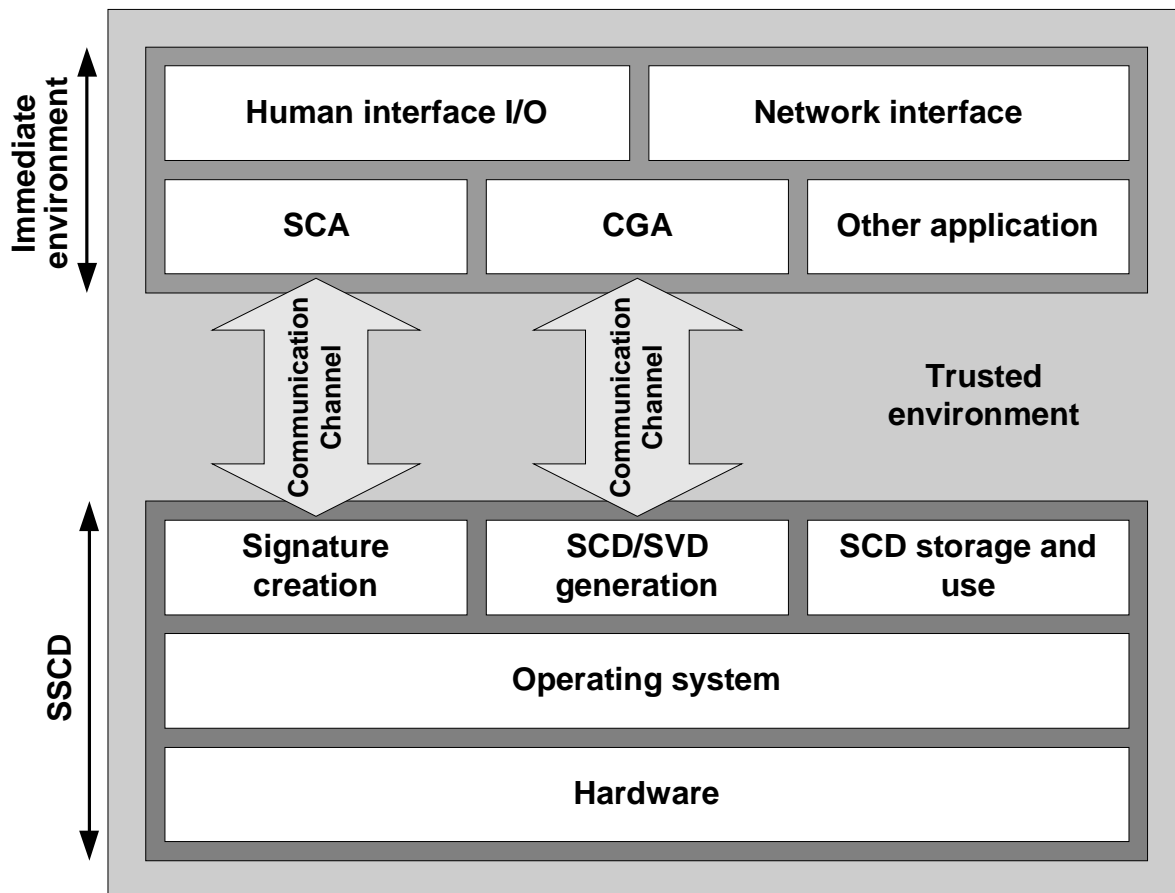 Immediate
environment
Human interface I/O
Network interface
SCA
CGA
Other application
Communication
Channel
Communication
Channel
Trusted
environment
SSCD
Signature
creation
SCD/SVD
generation
SCD storage and
use
Operating system
Hardware